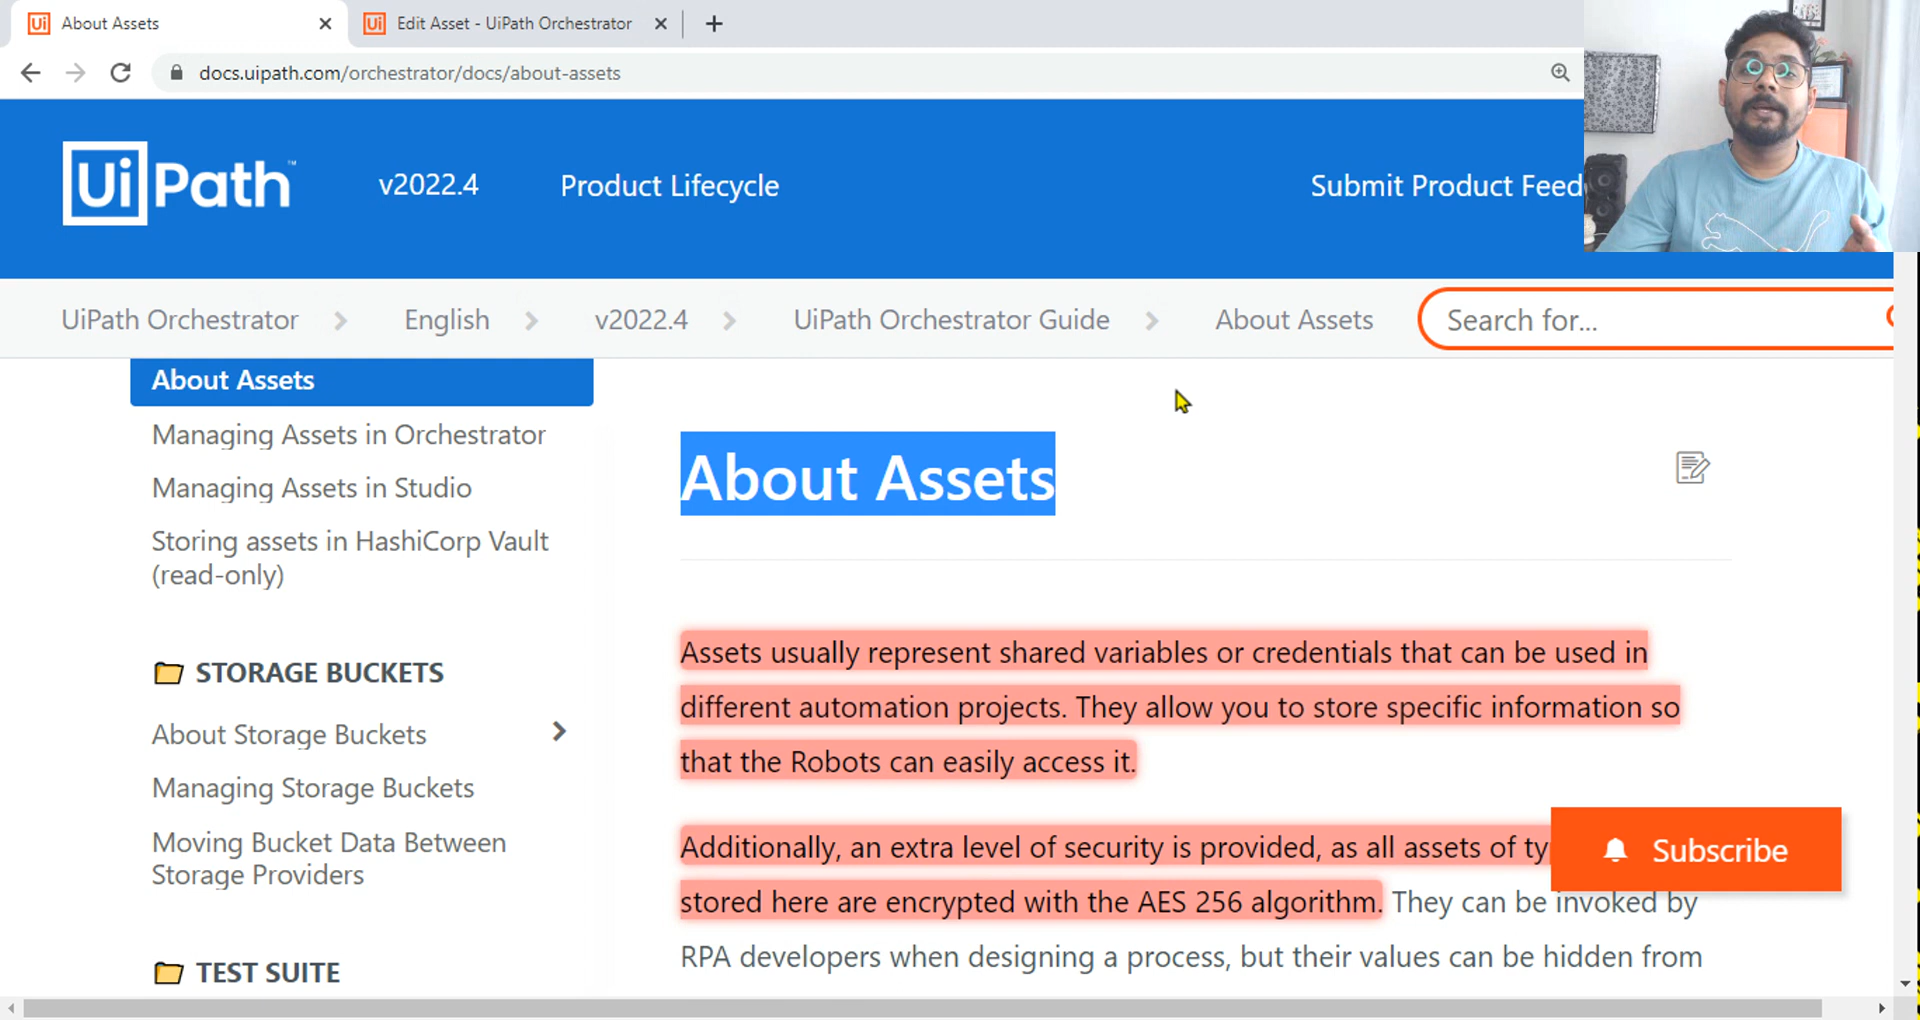 About Assets
Edit Asset - UiPath Orchestrator
docs.uipath.com/orchestrator/docs/about-assets
UiPath™
v2022.4
Product Lifecycle
Submit Product Feed
UiPath Orchestrator
English
v2022.4
UiPath Orchestrator Guide
About Assets
Search for...
About Assets
Managing Assets in Orchestrator
Managing Assets in Studio
Storing assets in HashiCorp Vault
(read-only)
STORAGE BUCKETS
About Storage Buckets
Managing Storage Buckets
Moving Bucket Data Between
Storage Providers
TEST SUITE
About Assets
Assets usually represent shared variables or credentials that can be used in
different automation projects. They allow you to store specific information so
that the Robots can easily access it.
Additionally, an extra level of security is provided, as all assets of ty
stored here are encrypted with the AES 256 algorithm. They can be invoked by
RPA developers when designing a process, but their values can be hidden from
Subscribe